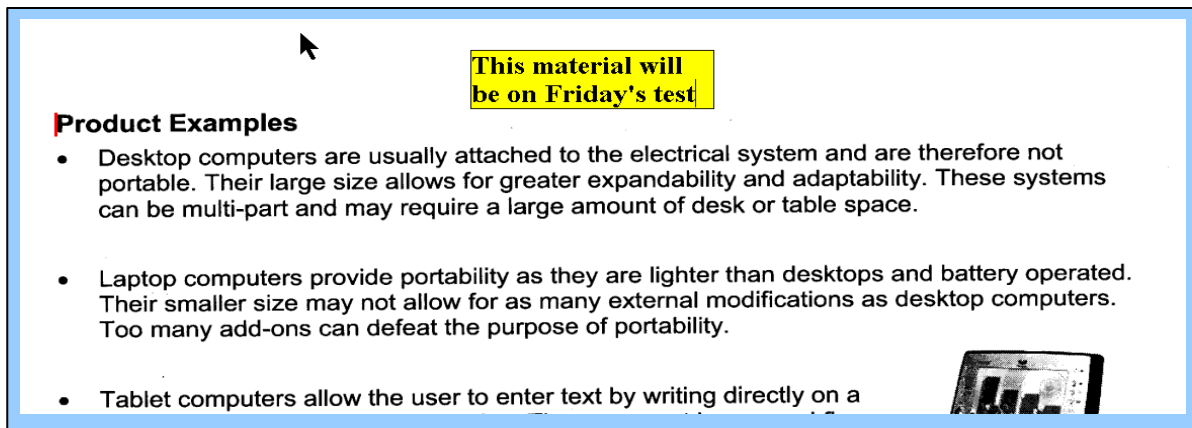 This material will
be on Friday's test
Product Examples
• Desktop computers are usually attached to the electrical system and are therefore not
portable. Their large size allows for greater expandability and adaptability. These systems
can be multi-part and may require a large amount of desk or table space.
• Laptop computers provide portability as they are lighter than desktops and battery operated.
Their smaller size may not allow for as many external modifications as desktop computers.
Too many add-ons can defeat the purpose of portability.
• Tablet computers allow the user to enter text by writing directly on a